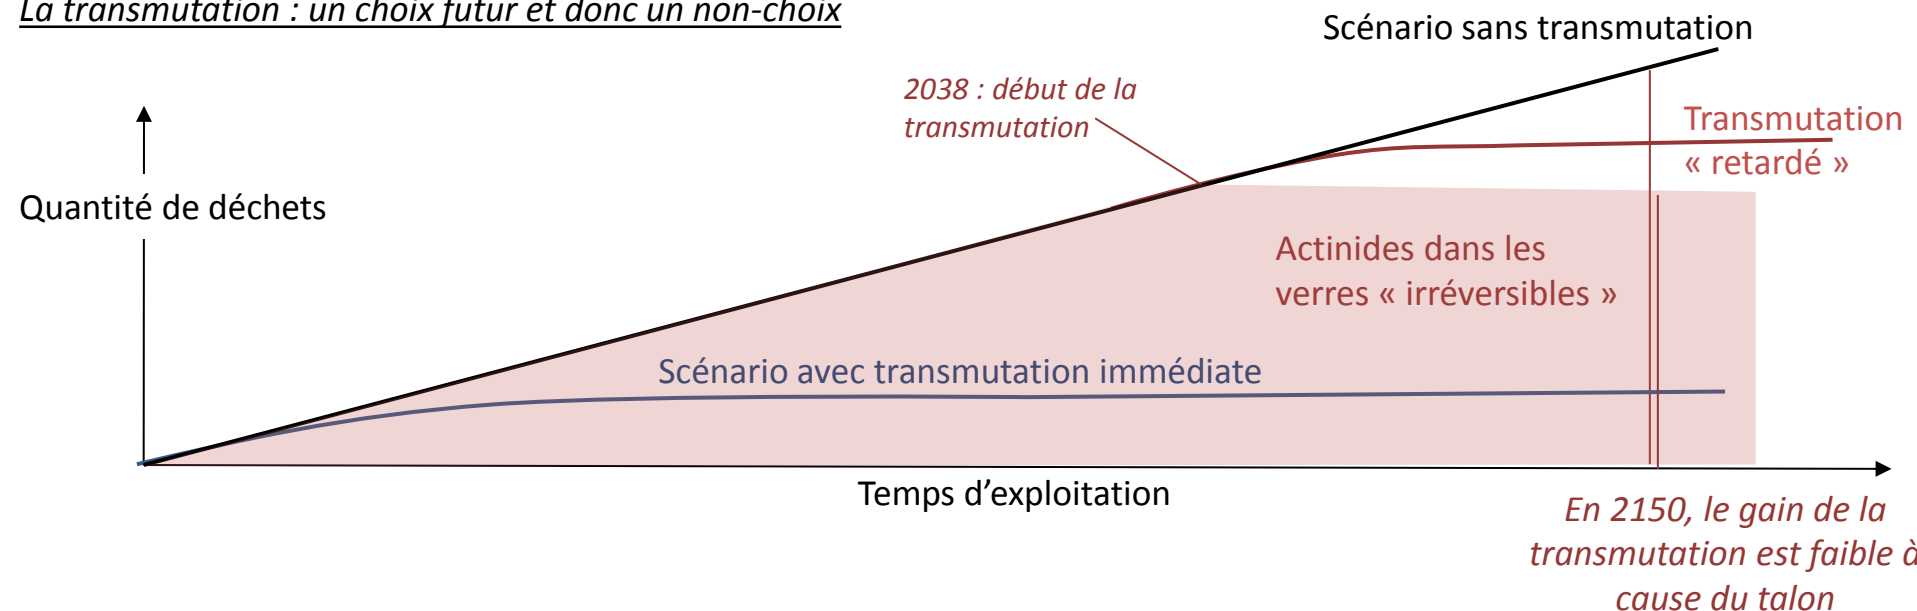 La transmutation : un choix futur et donc un non-choix
Scénario sans transmutation
2038 : début de la
transmutation
Transmutation
« retardé »
Quantité de déchets
Actinides dans les
verres « irréversibles »
Scénario avec transmutation immédiate
Temps d’exploitation
En 2150, le gain de la
transmutation est faible à
cause du talon